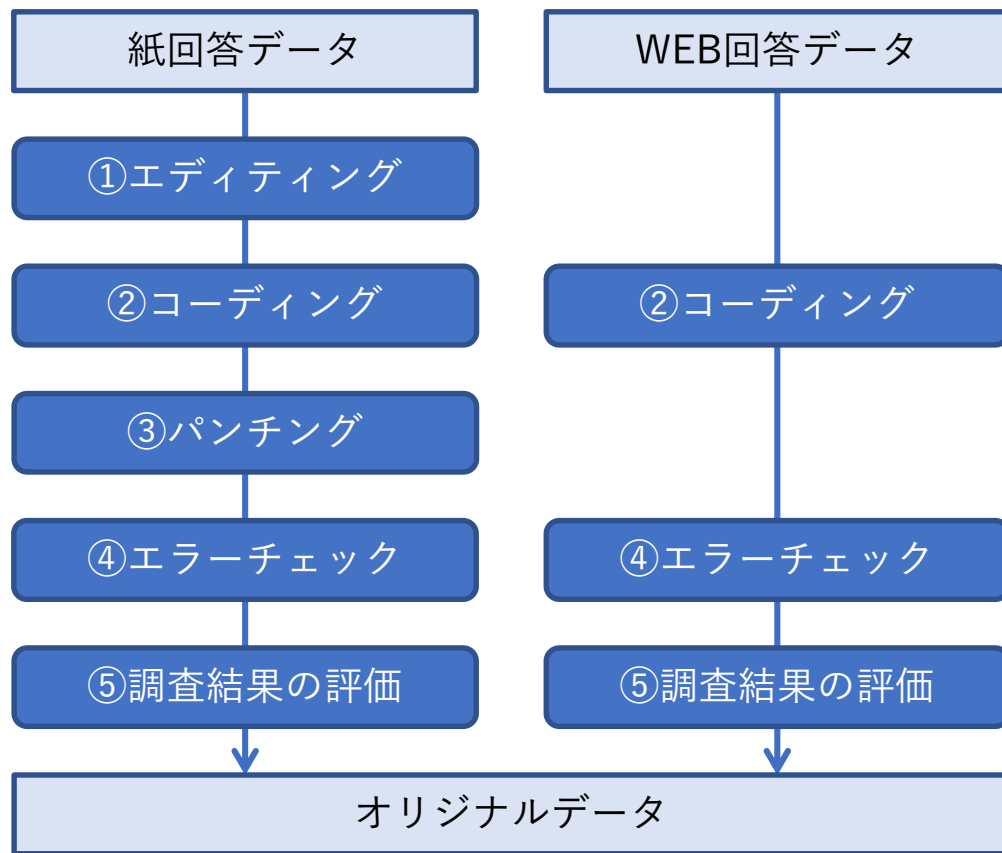 紙回答データ
WEB回答データ
①エディティング
②コーディング
②コーディング
③パンチング
④エラーチェック
④エラーチェック
⑤調査結果の評価
⑤調査結果の評価
オリジナルデータ